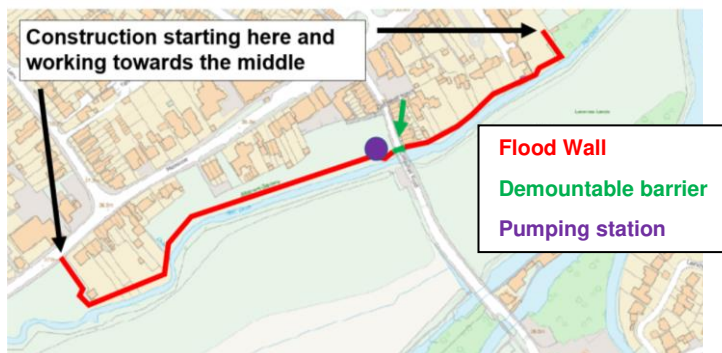 Construction starting here and
working towards the middle
Flood Wall
Demountable barrier
Pumping station